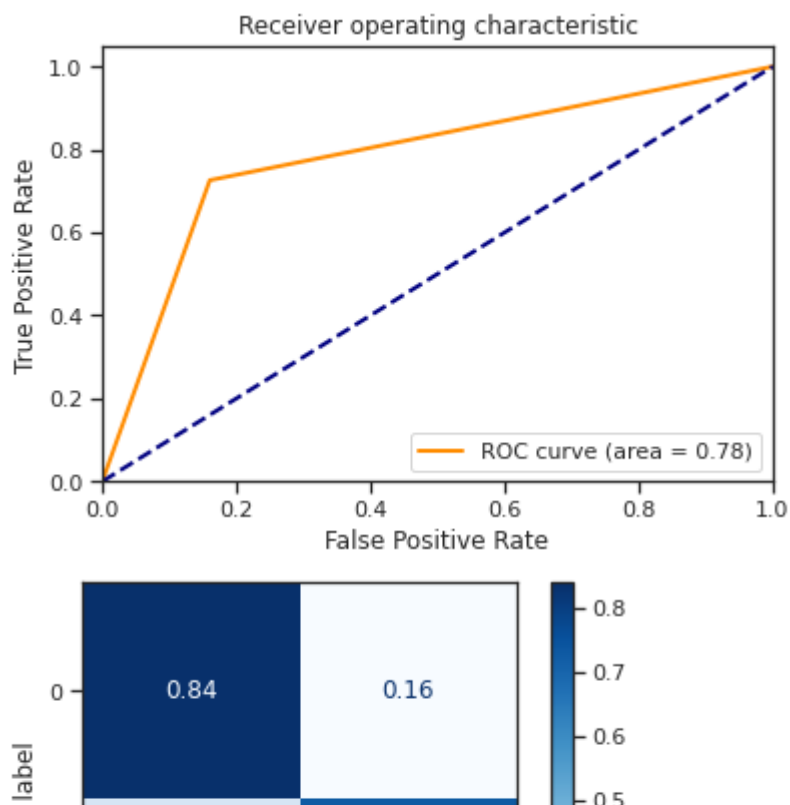 Receiver operating characteristic
1.0
0.8
0.6
0.4
0.2
0.0
True Positive Rate
ROC curve (area = 0.78)
0.0 0.2 0.4 0.6 0.8 1.0
False Positive Rate
0.84 0.16
0
label
0.8
0.7
0.6
0.5